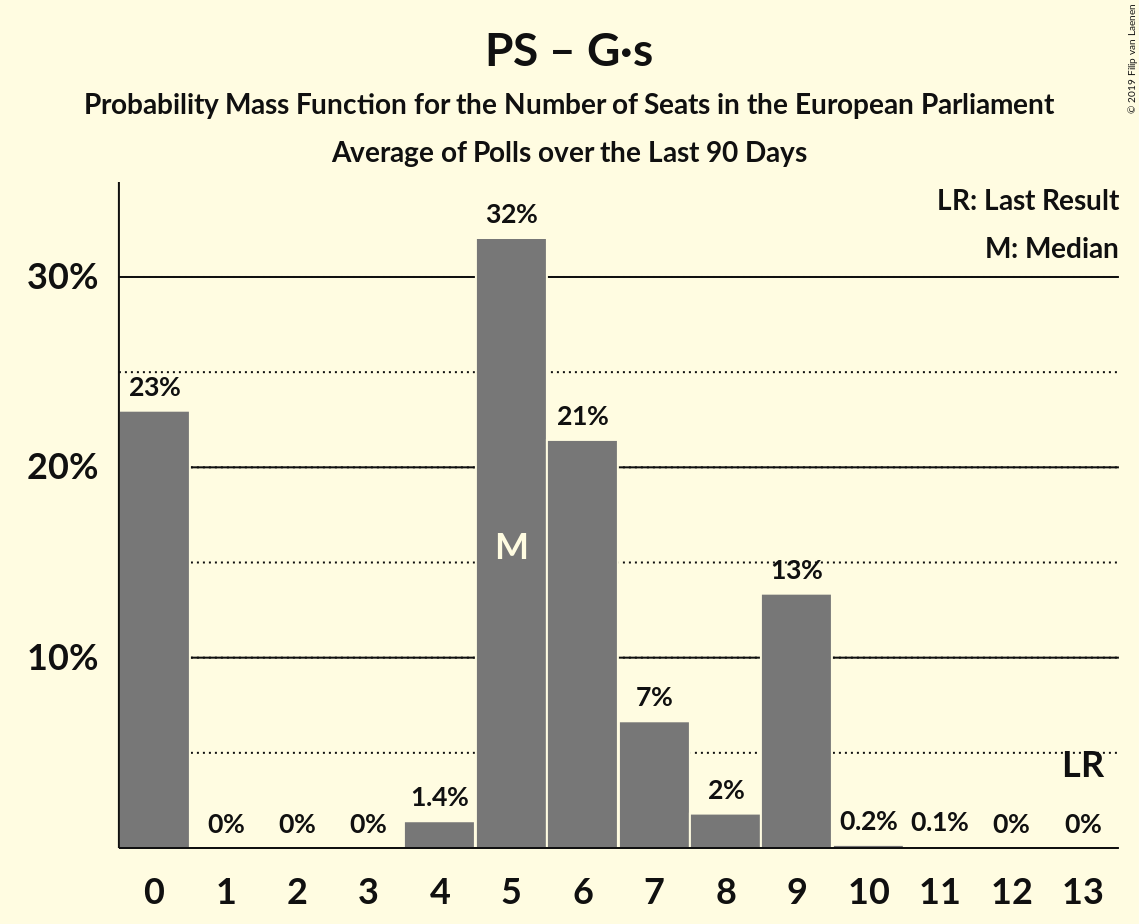 PS – G·s
Probability Mass Function for the Number of Seats in the European Parliament
Average of Polls over the Last 90 Days
© 2019 Filip van Laenen
LR: Last Result
M: Median
30%
20%
10%
23%
0%
0%
0%
1.4%
32%
M
21%
7%
2%
13%
0.2%
0.1%
0%
LR
0%
0 1 2 3 4 5 6 7 8 9 10 11 12 13